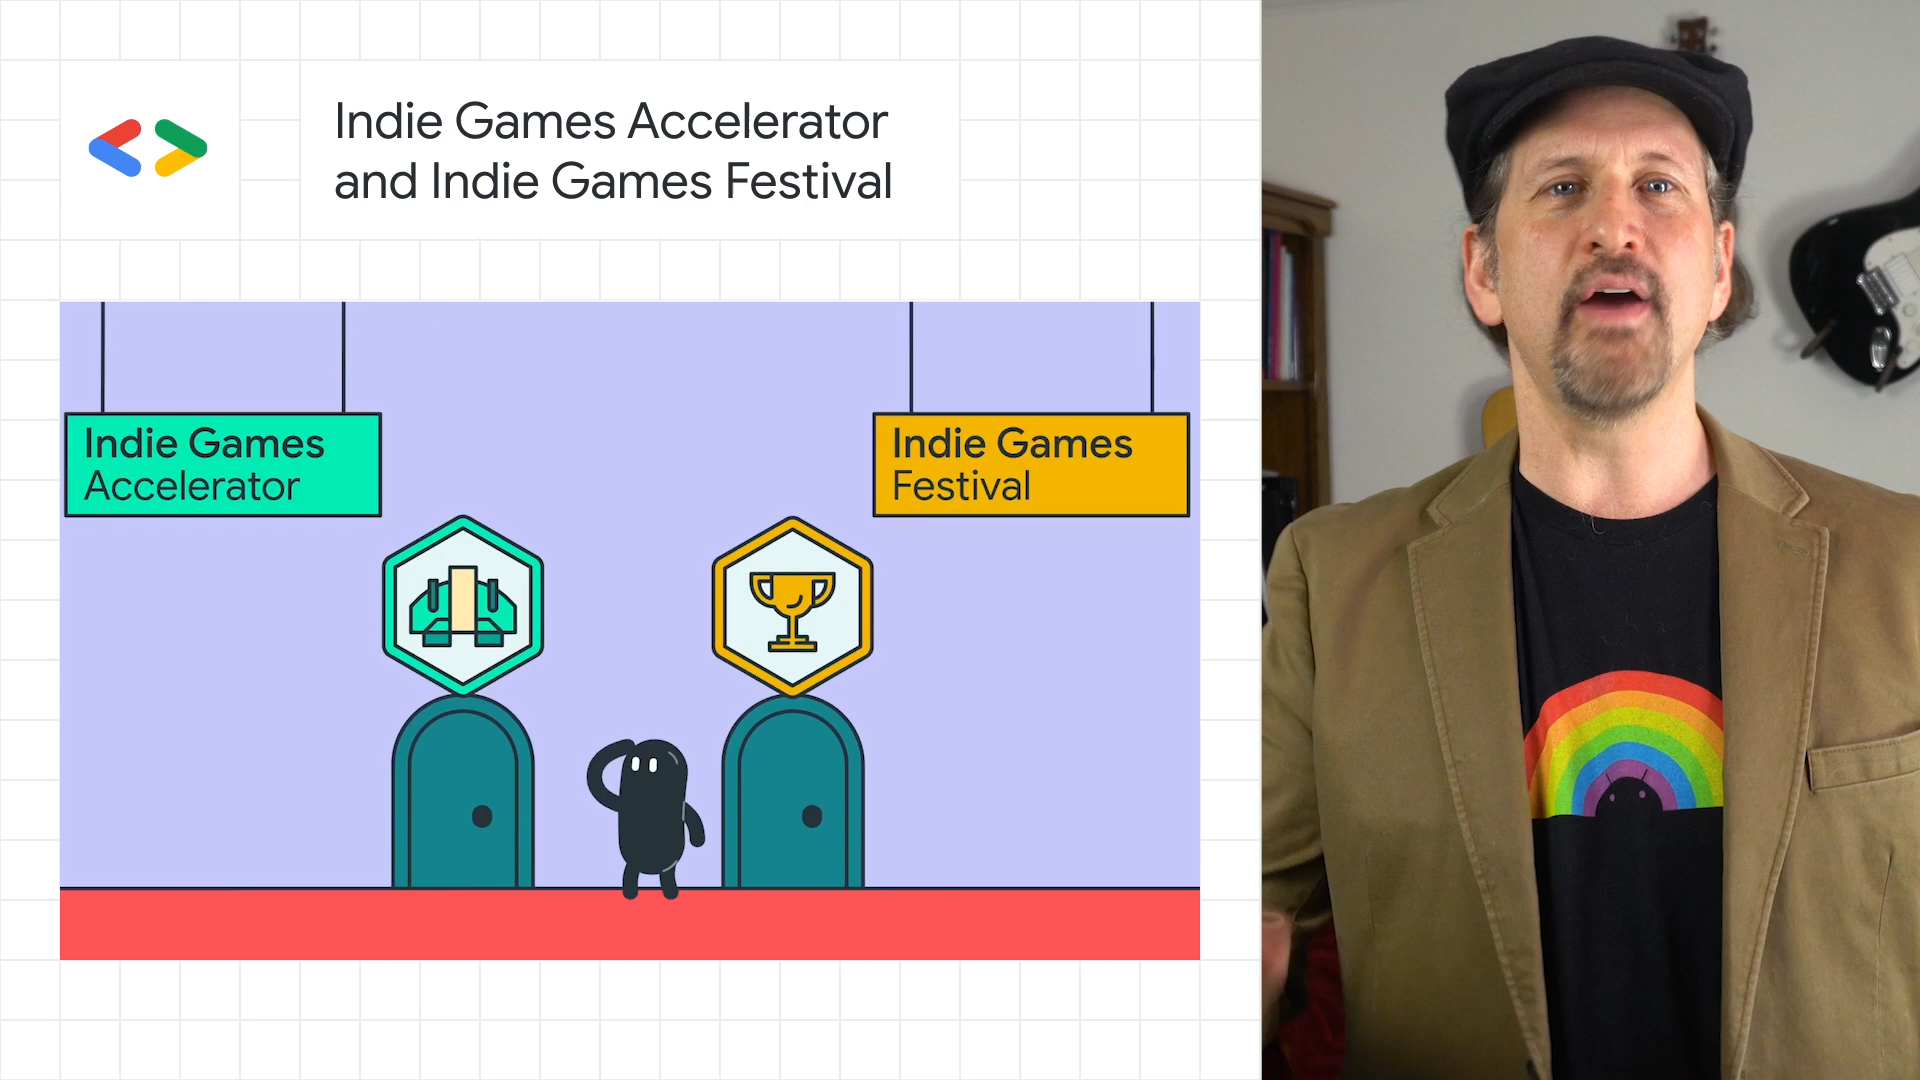 Indie Games Accelerator
and Indie Games Festival
Indie Games
Accelerator
Indie Games
Festival